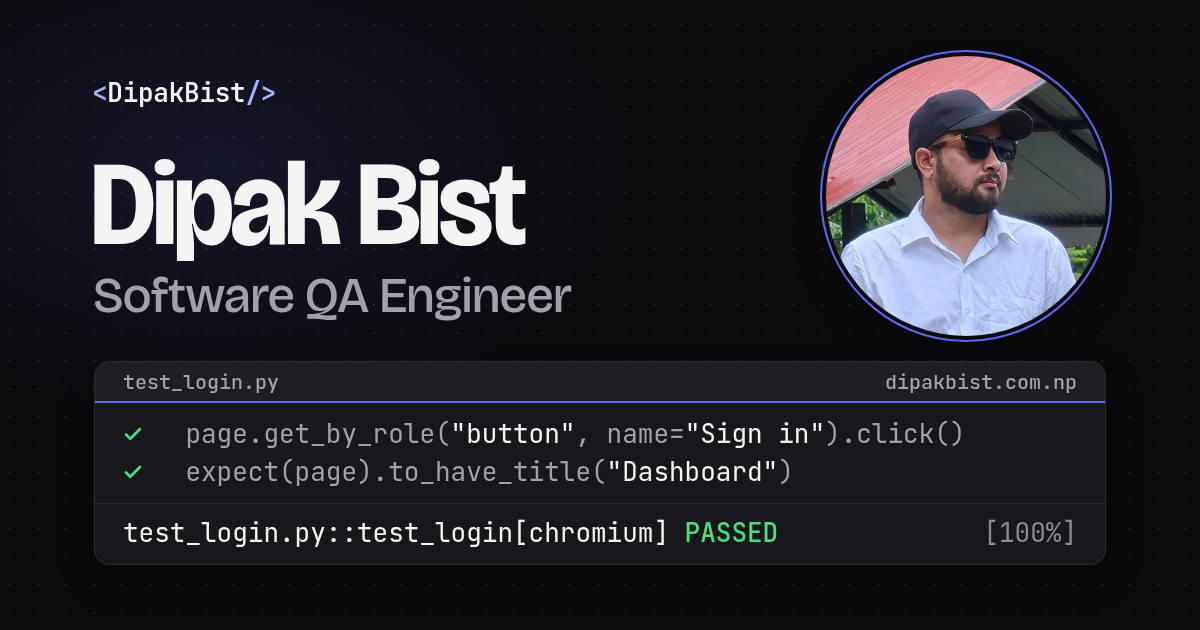 <DipakBist/>
Dipak Bist
Software QA Engineer
test_login.py
dipakbist.com.np
page.get_by_role("button", name="Sign in").click()
expect(page).to_have_title("Dashboard")
test_login.py::test_login[chromium] PASSED [100%]